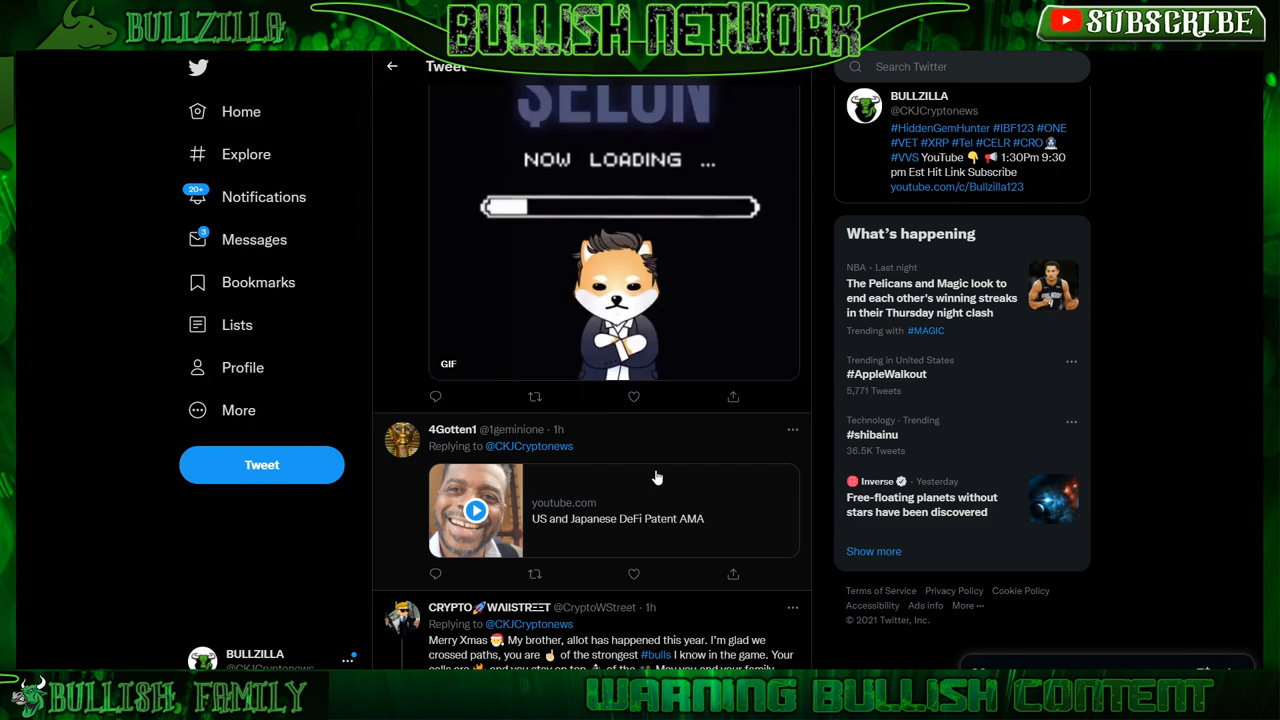 BULLZILLA
BULLISH NETWORK
SUBSCRIBE
Home
Explore
20+
Notifications
3
Messages
Bookmarks
Lists
Profile
More
Tweet
BULLZILLA
@CKJCryptonews
Tweet
$ELON
NOW LOADING ...
GIF
4Gotten1 @1geminione · 1h
Replying to @CKJCryptonews
youtube.com
US and Japanese DeFi Patent AMA
CRYPTO🚀WΛllSTRΞΞT @CryptoWStreet · 1h
Replying to @CKJCryptonews
Merry Xmas 🎅 My brother, allot has happened this year. I'm glad we
crossed paths, you are ☝ of the strongest #bulls I know in the game. Your
Search Twitter
BULLZILLA
@CKJCryptonews
#HiddenGemHunter #IBF123 #ONE
#VET #XRP #Tel #CELR #CRO
#VVS YouTube 👇 📢 1:30Pm 9:30
pm Est Hit Link Subscribe
youtube.com/c/Bullzilla123
What's happening
NBA · Last night
The Pelicans and Magic look to
end each other's winning streaks
in their Thursday night clash
Trending with #MAGIC
Trending in United States
#AppleWalkout
5,771 Tweets
Technology · Trending
#shibainu
36.5K Tweets
Inverse · Yesterday
Free-floating planets without
stars have been discovered
Show more
Terms of Service Privacy Policy Cookie Policy
Accessibility Ads info More ···
© 2021 Twitter, Inc.
BULLISH, FAMILY
WARNING BULLISH CONTENT